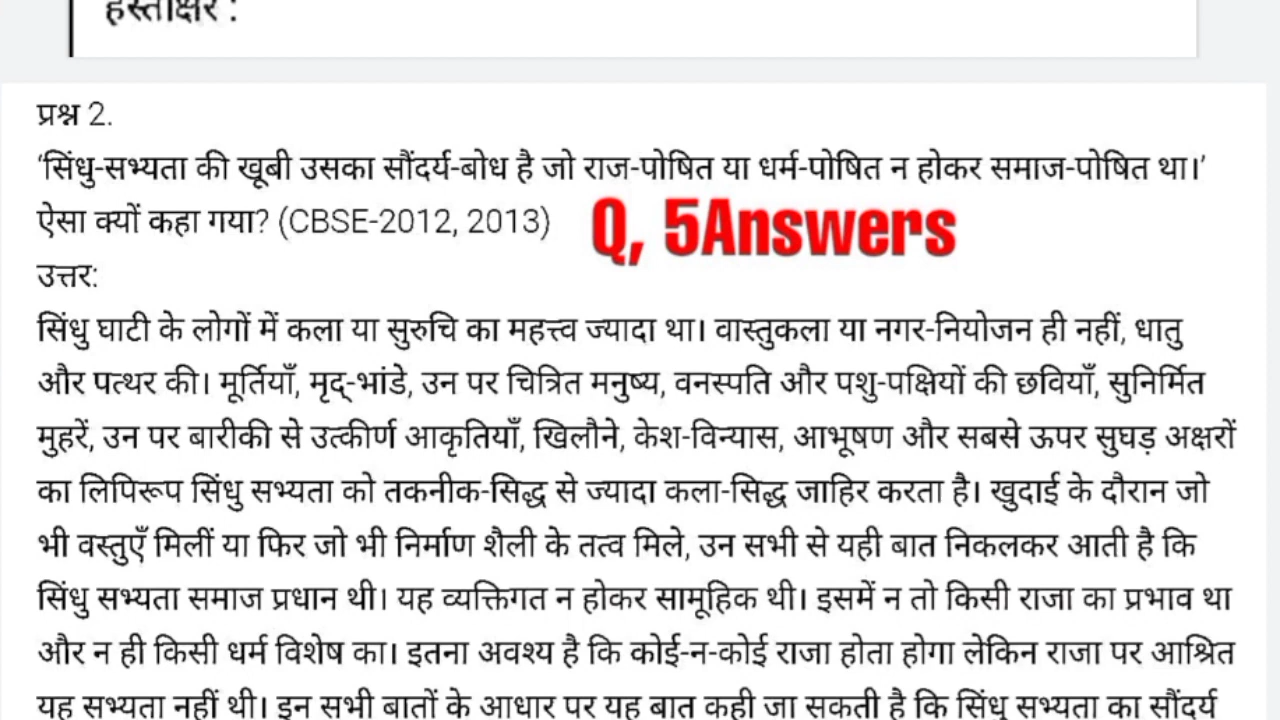 हस्ताक्षर :
प्रश्न 2.
'सिंधु-सभ्यता की खूबी उसका सौंदर्य-बोध है जो राज-पोषित या धर्म-पोषित न होकर समाज-पोषित था।'
ऐसा क्यों कहा गया? (CBSE-2012, 2013)
Q, 5Answers
उत्तर:
सिंधु घाटी के लोगों में कला या सुरुचि का महत्त्व ज्यादा था। वास्तुकला या नगर-नियोजन ही नहीं, धातु
और पत्थर की। मूर्तियाँ, मृद्-भांडे, उन पर चित्रित मनुष्य, वनस्पति और पशु-पक्षियों की छवियाँ, सुनिर्मित
मुहरें, उन पर बारीकी से उत्कीर्ण आकृतियाँ, खिलौने, केश-विन्यास, आभूषण और सबसे ऊपर सुघड़ अक्षरों
का लिपिरूप सिंधु सभ्यता को तकनीक-सिद्ध से ज्यादा कला-सिद्ध जाहिर करता है। खुदाई के दौरान जो
भी वस्तुएँ मिलीं या फिर जो भी निर्माण शैली के तत्व मिले, उन सभी से यही बात निकलकर आती है कि
सिंधु सभ्यता समाज प्रधान थी। यह व्यक्तिगत न होकर सामूहिक थी। इसमें न तो किसी राजा का प्रभाव था
और न ही किसी धर्म विशेष का। इतना अवश्य है कि कोई-न-कोई राजा होता होगा लेकिन राजा पर आश्रित
यह सभ्यता नहीं थी। इन सभी बातों के आधार पर यह बात कही जा सकती है कि सिंधु सभ्यता का सौंदर्य